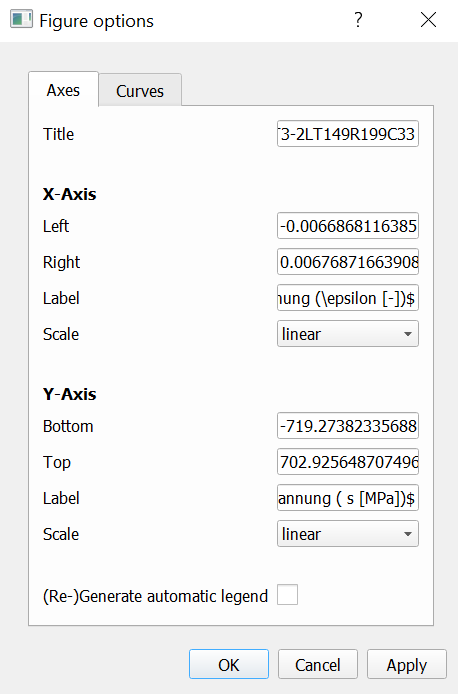 Figure options
?
Axes
Curves
Title
T3-2LT149R199C33
X-Axis
Left
-0.0066868116385
Right
0.00676871663908
Label
nung (\epsilon [-])$
Scale
linear
Y-Axis
Bottom
-719.27382335688
Top
702.925648707496
Label
annung ( s [MPa])$
Scale
linear
(Re-)Generate automatic legend
OK
Cancel
Apply